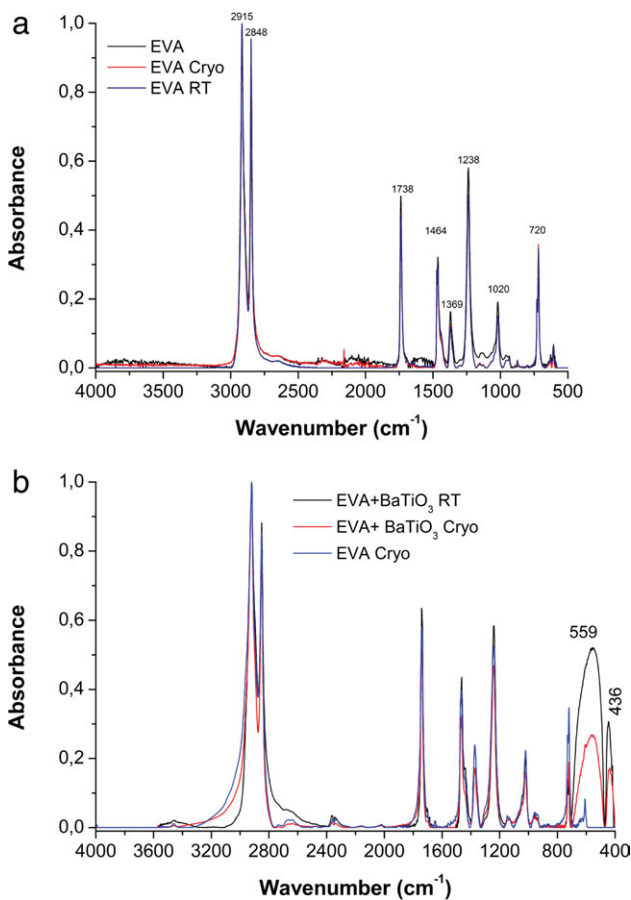 a
2915
2848
EVA
EVA Cryo
EVA RT
1738
1464
1369
1238
1020
720
1,0
0,8
0,6
0,4
0,2
0,0
Absorbance
4000 3500 3000 2500 2000 1500 1000 500
Wavenumber (cm⁻¹)
b
EVA+BaTiO₃ RT
EVA+ BaTiO₃ Cryo
EVA Cryo
559
436
1,0
0,8
0,6
0,4
0,2
0,0
Absorbance
4000 3600 3200 2800 2400 2000 1600 1200 800 400
Wavenumber (cm⁻¹)